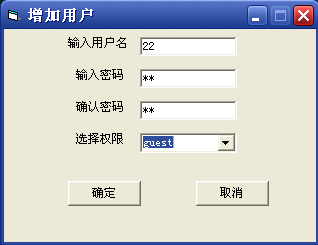 增加用户
输入用户名 22
输入密码 **
确认密码 **
选择权限 guest
确定 取消